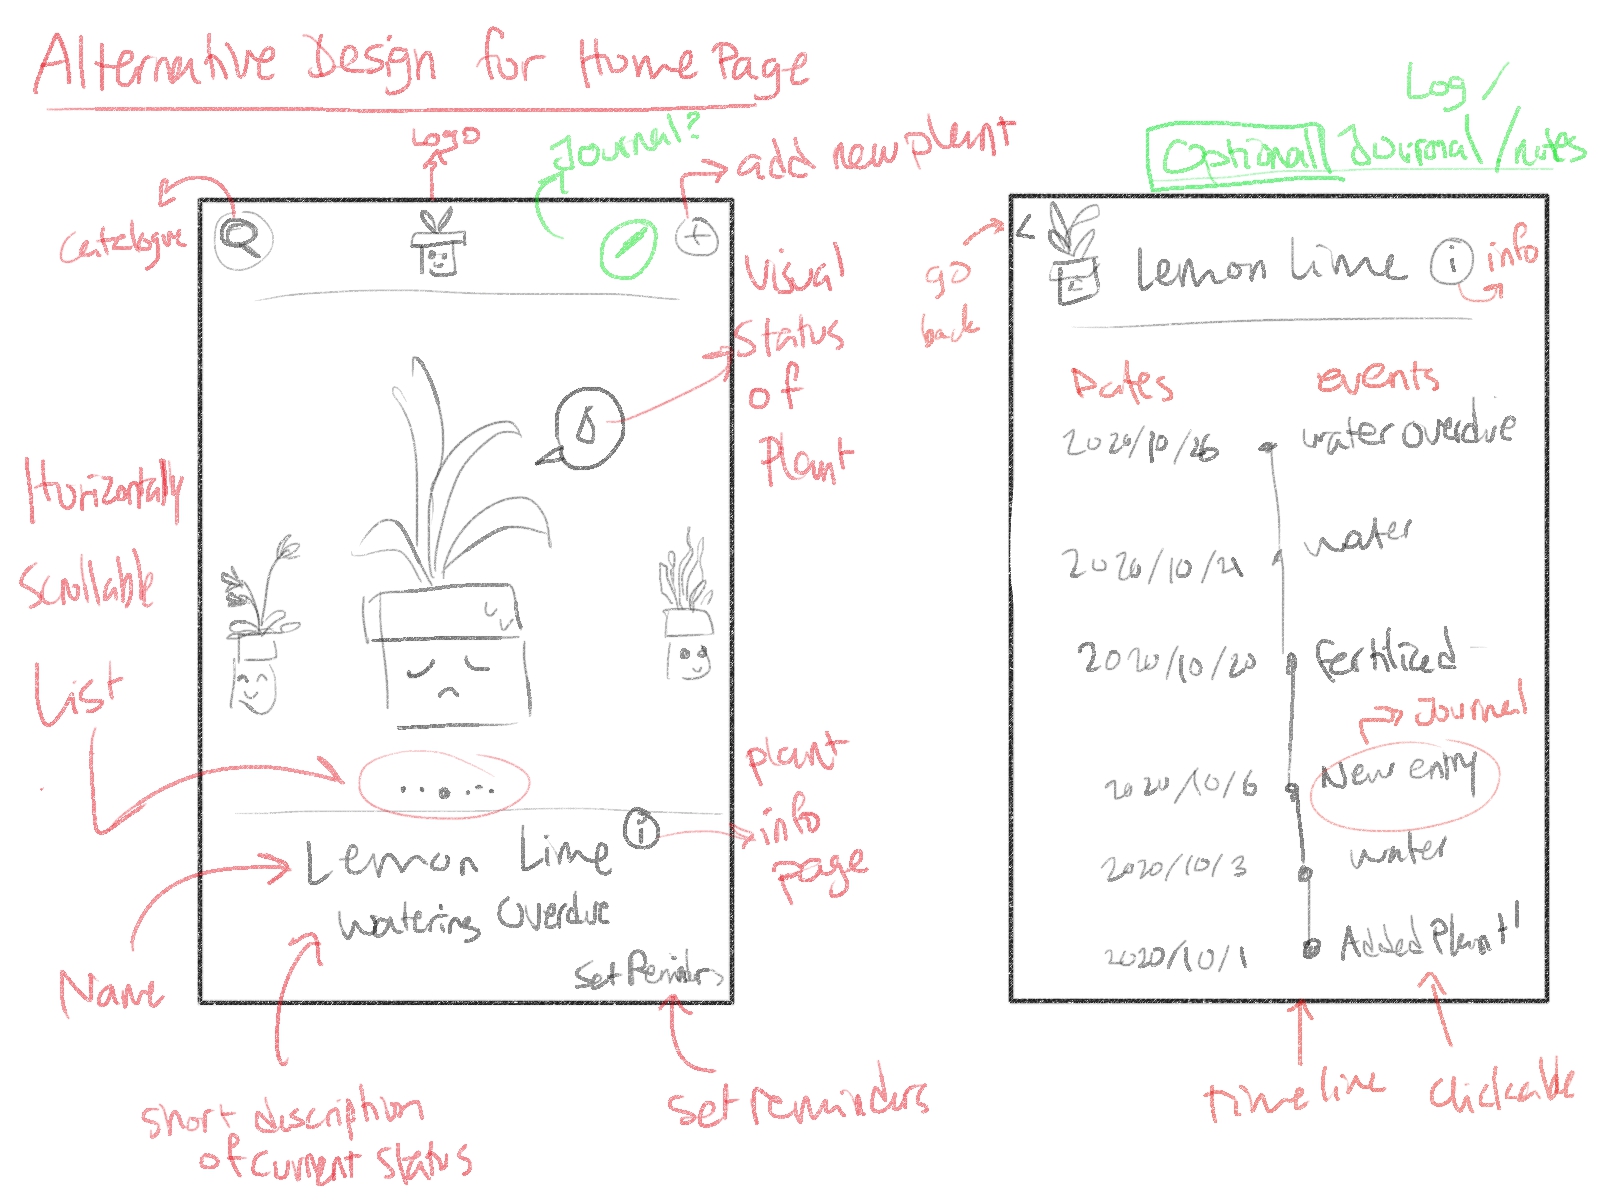 Alternative Design for Home Page
Logo
Journal?
add new plant
Catalogue
Visual
Status
of
Plant
Horizontally
Scrollable
List
plant
info
page
Lemon Lime i
Watering Overdue
Set Reminders
Name
Short description
of current status
Set reminders
Log /
Optional Journal / notes
<
go
back
Lemon Lime i
info
Dates events
2020/10/26 water overdue
2020/10/21 water
2020/10/20 fertilized
Journal
2020/10/6 New entry
2020/10/3 water
2020/10/1 Added Plant!
timeline
Clickable